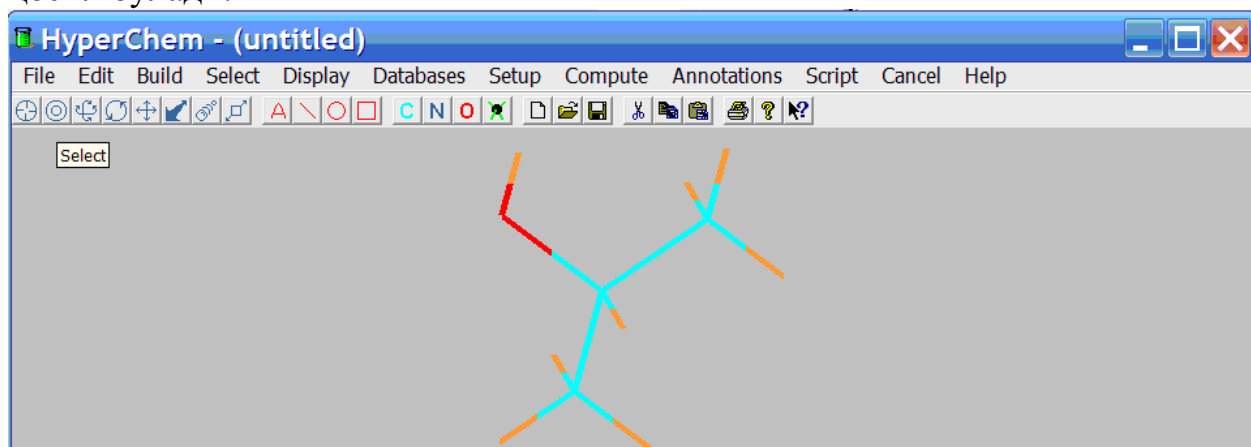 HyperChem - (untitled)
File Edit Build Select Display Databases Setup Compute Annotations Script Cancel Help
A C N O
Select